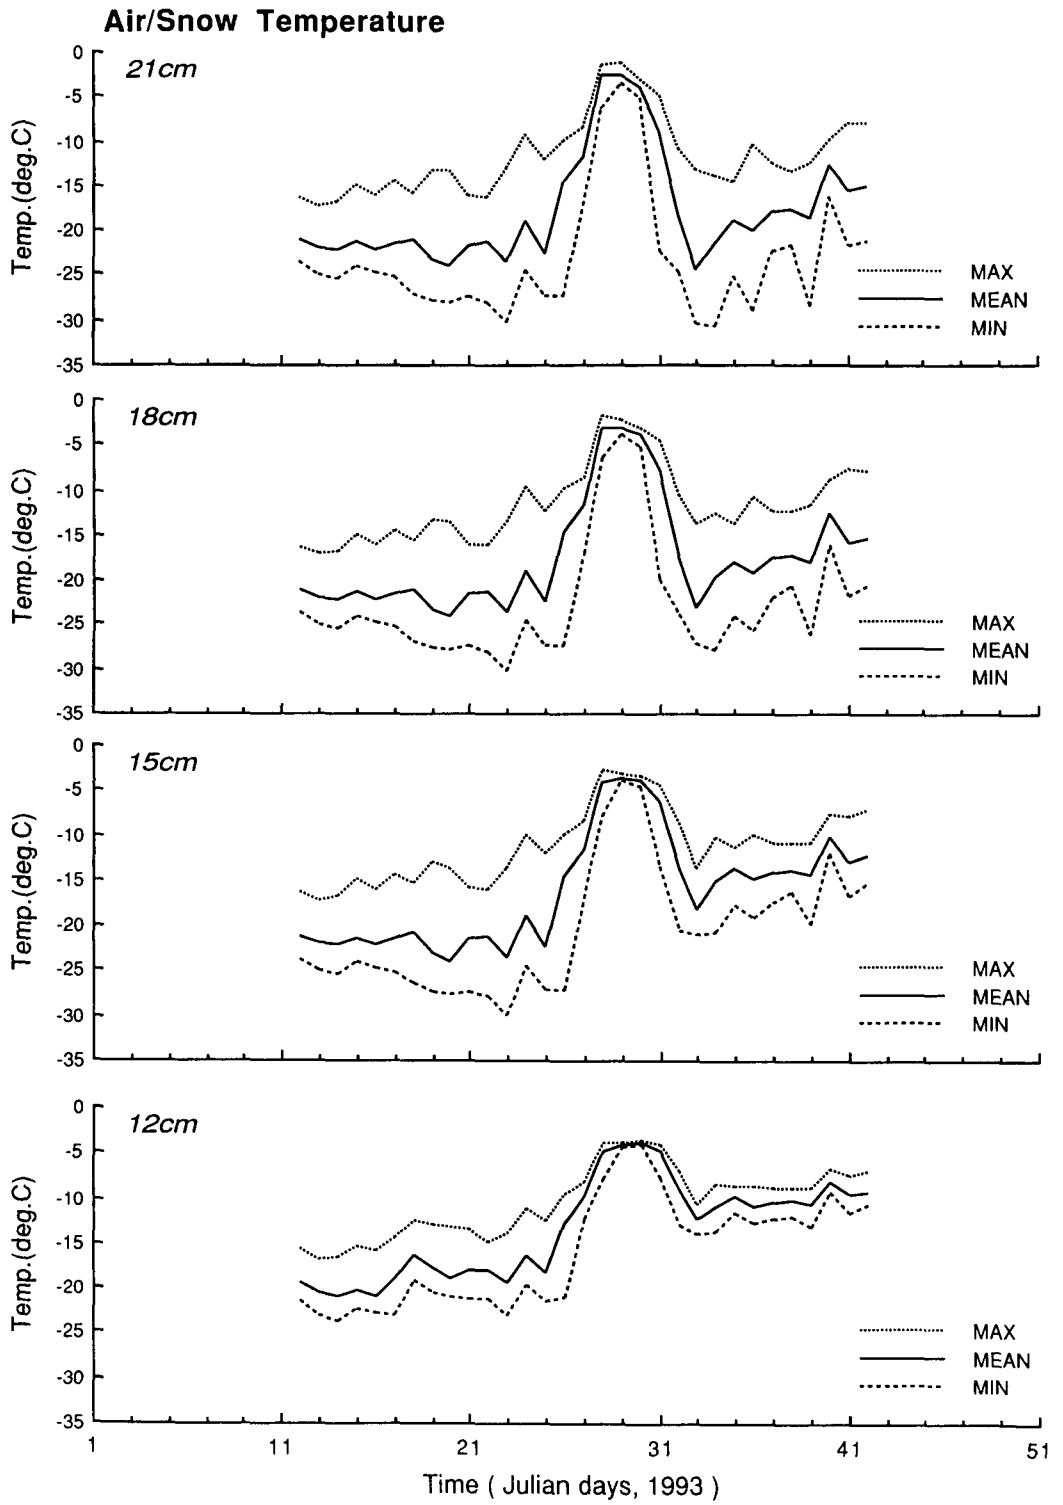 Air/Snow Temperature
21cm
Temp.(deg.C)
0
-5
-10
-15
-20
-25
-30
-35
MAX
MEAN
MIN
18cm
Temp.(deg.C)
0
-5
-10
-15
-20
-25
-30
-35
MAX
MEAN
MIN
15cm
Temp.(deg.C)
0
-5
-10
-15
-20
-25
-30
-35
MAX
MEAN
MIN
12cm
Temp.(deg.C)
0
-5
-10
-15
-20
-25
-30
-35
MAX
MEAN
MIN
1 11 21 31 41 51
Time ( Julian days, 1993 )